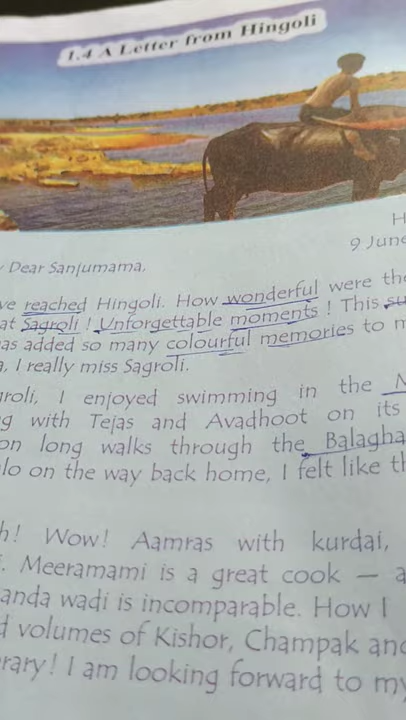 1.4 A Letter from Hingoli
9 June
Dear Sanjumama,
reached Hingoli. How wonderful were the
at Sagroli ! Unforgettable moments ! This
as added so many colourful memories to
, I really miss Sagroli.
roli, I enjoyed swimming in the
g with Tejas and Avadhoot on its
on long walks through the Balagha
lo on the way back home, I felt like th
h! Wow! Aamras with kurdai,
. Meeramami is a great cook — a
anda wadi is incomparable. How I
d volumes of Kishor, Champak and
rary! I am looking forward to my